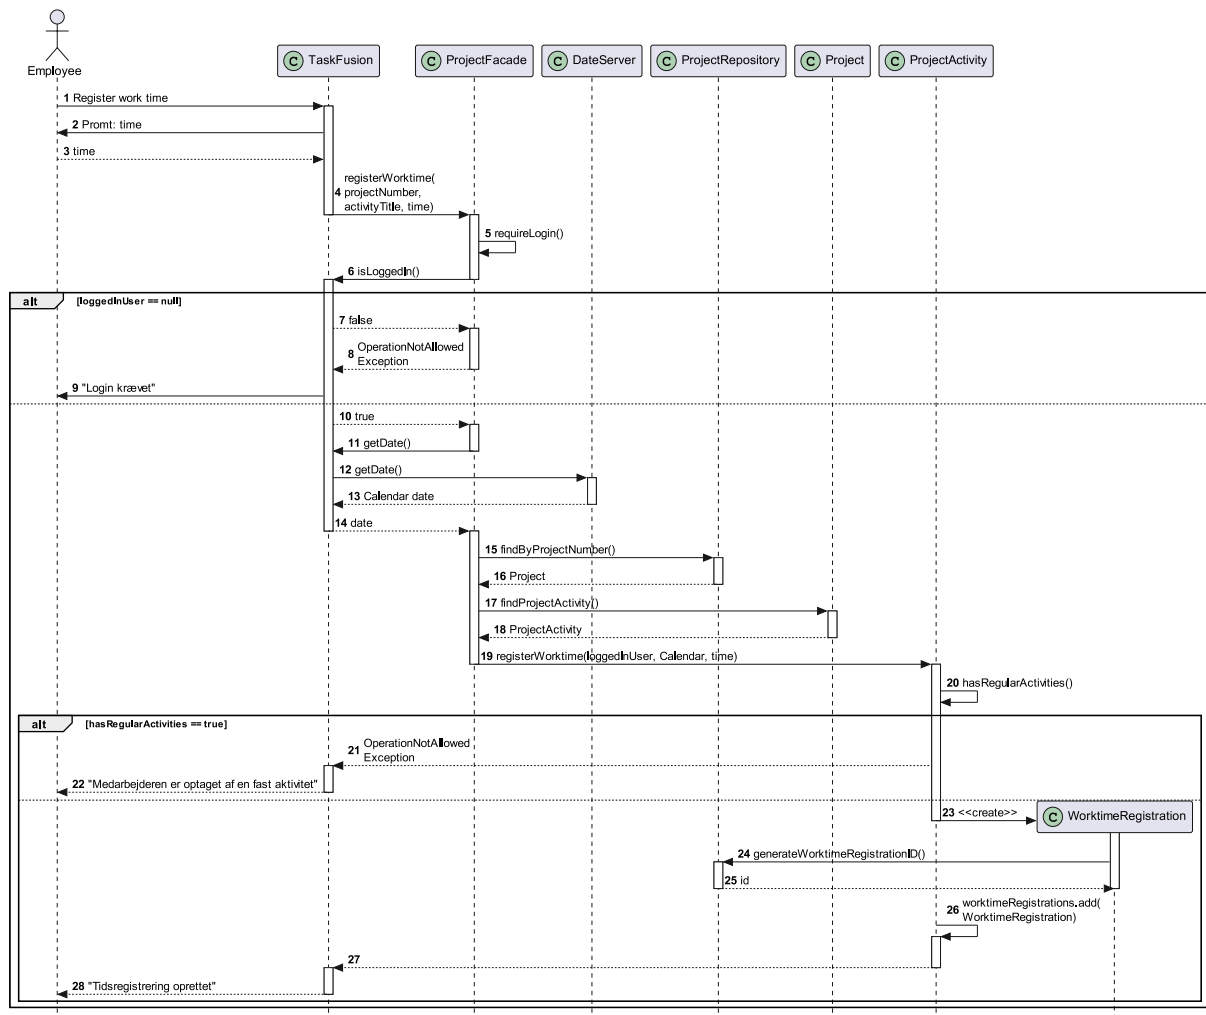 Employee
C TaskFusion
C ProjectFacade
C DateServer
C ProjectRepository
C Project
C ProjectActivity
1 Register work time
2 Promt: time
3 time
registerWorktime(
4 projectNumber,
activityTitle, time)
5 requireLogin()
6 isLoggedIn()
alt [loggedInUser == null]
7 false
OperationNotAllowed
8 Exception
9 "Login krævet"
10 true
11 getDate()
12 getDate()
13 Calendar date
14 date
15 findByProjectNumber()
16 Project
17 findProjectActivity()
18 ProjectActivity
19 registerWorktime(loggedInUser, Calendar, time)
20 hasRegularActivities()
alt [hasRegularActivities == true]
OperationNotAllowed
21 Exception
22 "Medarbejderen er optaget af en fast aktivitet"
23 <<create>>
C WorktimeRegistration
24 generateWorktimeRegistrationID()
25 id
worktimeRegistrations.add(
26 WorktimeRegistration)
27
28 "Tidsregistrering oprettet"